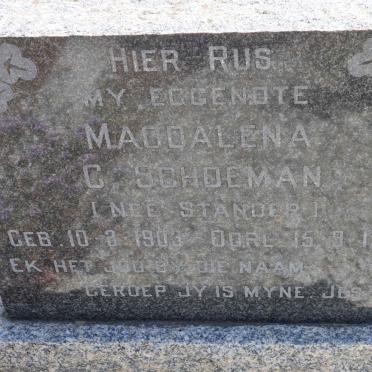 HIER RUS
MY EGGENOTE
MAGDALENA
C. SCHOEMAN
(NEE STANDER)
GEB. 10-3-1903 OORL. 15-9-1
EK HET JOU BY DIE NAAM
GEROEP JY IS MYNE. JES